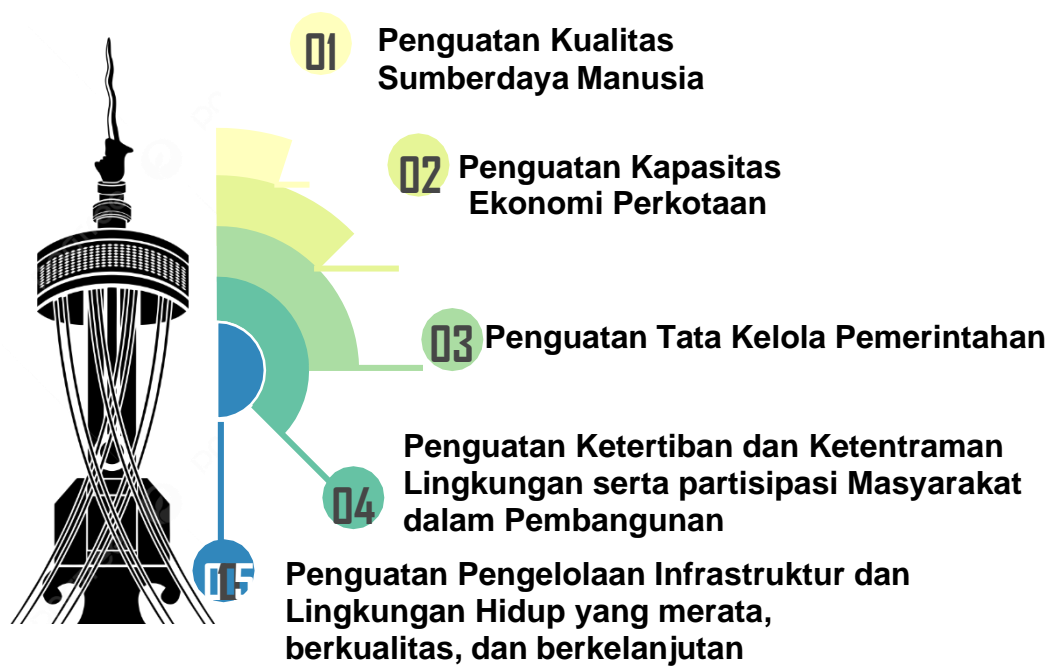 01
Penguatan Kualitas
Sumberdaya Manusia
02
Penguatan Kapasitas
Ekonomi Perkotaan
03
Penguatan Tata Kelola Pemerintahan
04
Penguatan Ketertiban dan Ketentraman
Lingkungan serta partisipasi Masyarakat
dalam Pembangunan
05
Penguatan Pengelolaan Infrastruktur dan
Lingkungan Hidup yang merata,
berkualitas, dan berkelanjutan